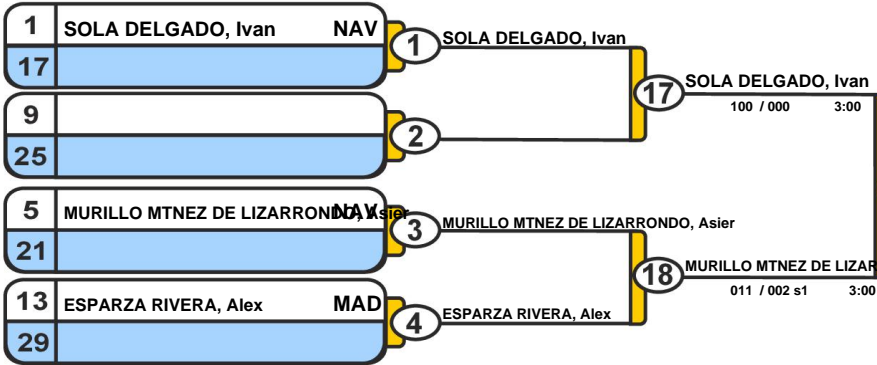 1 SOLA DELGADO, Ivan NAV
17
1 SOLA DELGADO, Ivan
17 SOLA DELGADO, Ivan
100 / 000 3:00
9
25
2
5 MURILLO MTNEZ DE LIZARRONDO, Asier NAV
21
3 MURILLO MTNEZ DE LIZARRONDO, Asier
18 MURILLO MTNEZ DE LIZAR
011 / 002 s1 3:00
13 ESPARZA RIVERA, Alex MAD
29
4 ESPARZA RIVERA, Alex